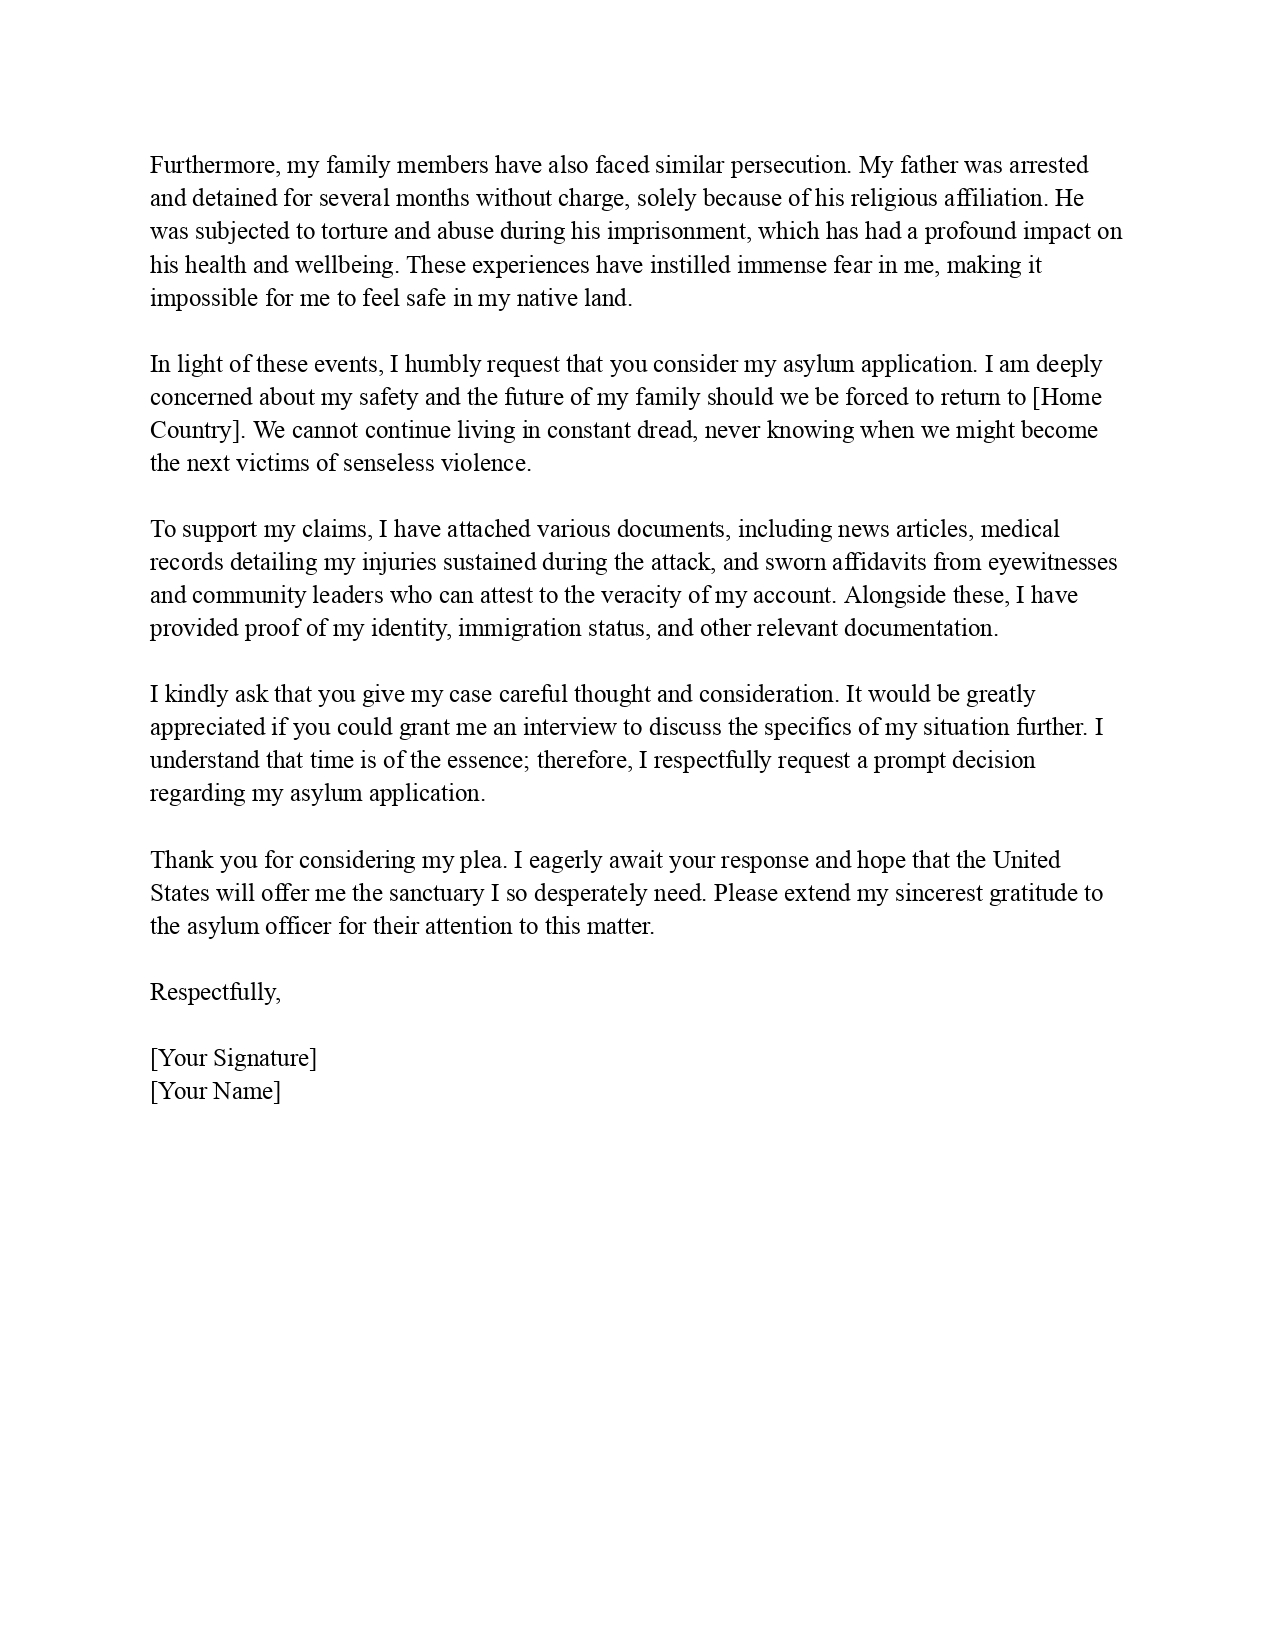 Furthermore, my family members have also faced similar persecution. My father was arrested
and detained for several months without charge, solely because of his religious affiliation. He
was subjected to torture and abuse during his imprisonment, which has had a profound impact on
his health and wellbeing. These experiences have instilled immense fear in me, making it
impossible for me to feel safe in my native land.
In light of these events, I humbly request that you consider my asylum application. I am deeply
concerned about my safety and the future of my family should we be forced to return to [Home
Country]. We cannot continue living in constant dread, never knowing when we might become
the next victims of senseless violence.
To support my claims, I have attached various documents, including news articles, medical
records detailing my injuries sustained during the attack, and sworn affidavits from eyewitnesses
and community leaders who can attest to the veracity of my account. Alongside these, I have
provided proof of my identity, immigration status, and other relevant documentation.
I kindly ask that you give my case careful thought and consideration. It would be greatly
appreciated if you could grant me an interview to discuss the specifics of my situation further. I
understand that time is of the essence; therefore, I respectfully request a prompt decision
regarding my asylum application.
Thank you for considering my plea. I eagerly await your response and hope that the United
States will offer me the sanctuary I so desperately need. Please extend my sincerest gratitude to
the asylum officer for their attention to this matter.
Respectfully,
[Your Signature]
[Your Name]